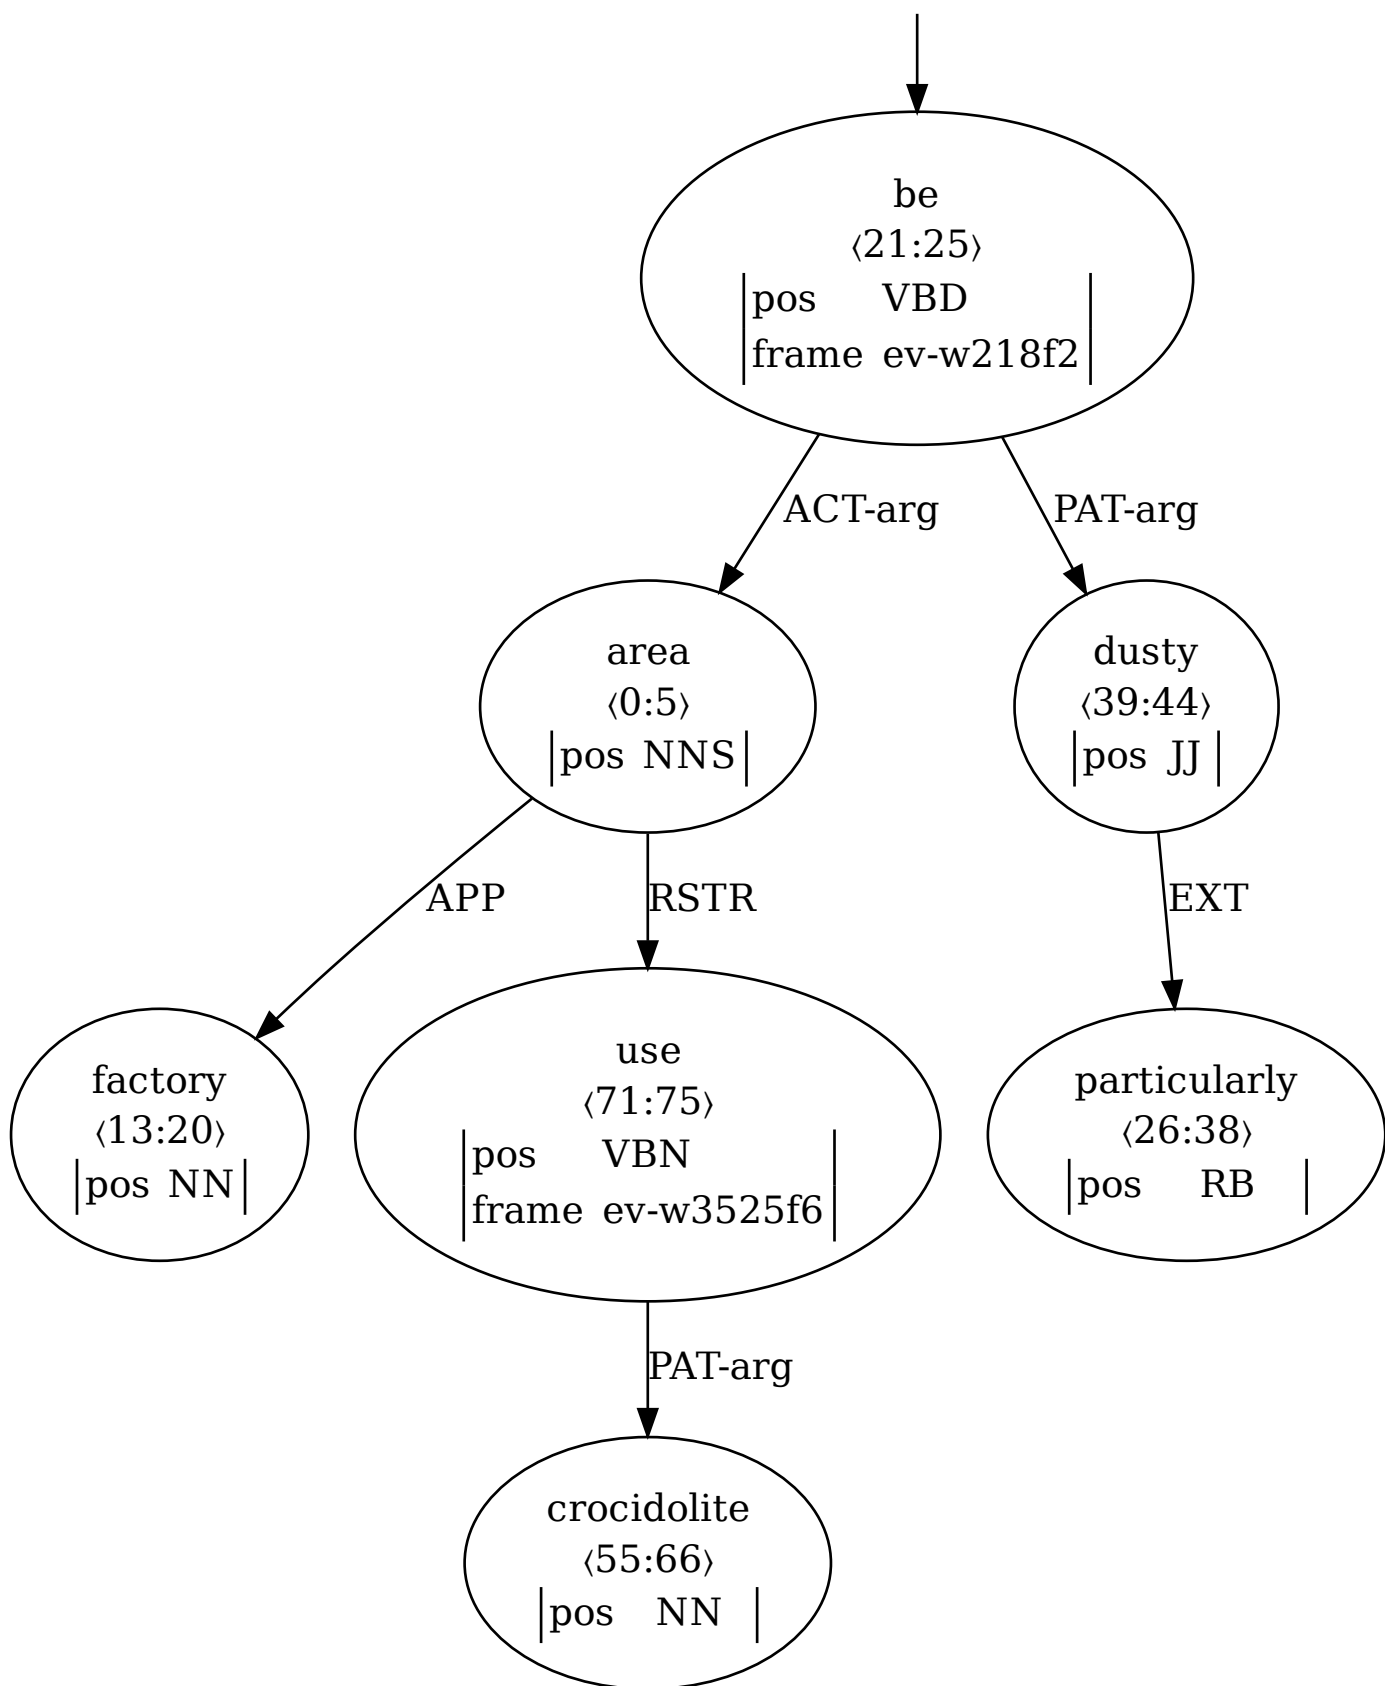 be
⟨21:25⟩
pos VBD
frame ev-w218f2
ACT-arg
PAT-arg
area
⟨0:5⟩
pos NNS
dusty
⟨39:44⟩
pos JJ
APP
RSTR
EXT
factory
⟨13:20⟩
pos NN
use
⟨71:75⟩
pos VBN
frame ev-w3525f6
particularly
⟨26:38⟩
pos RB
PAT-arg
crocidolite
⟨55:66⟩
pos NN